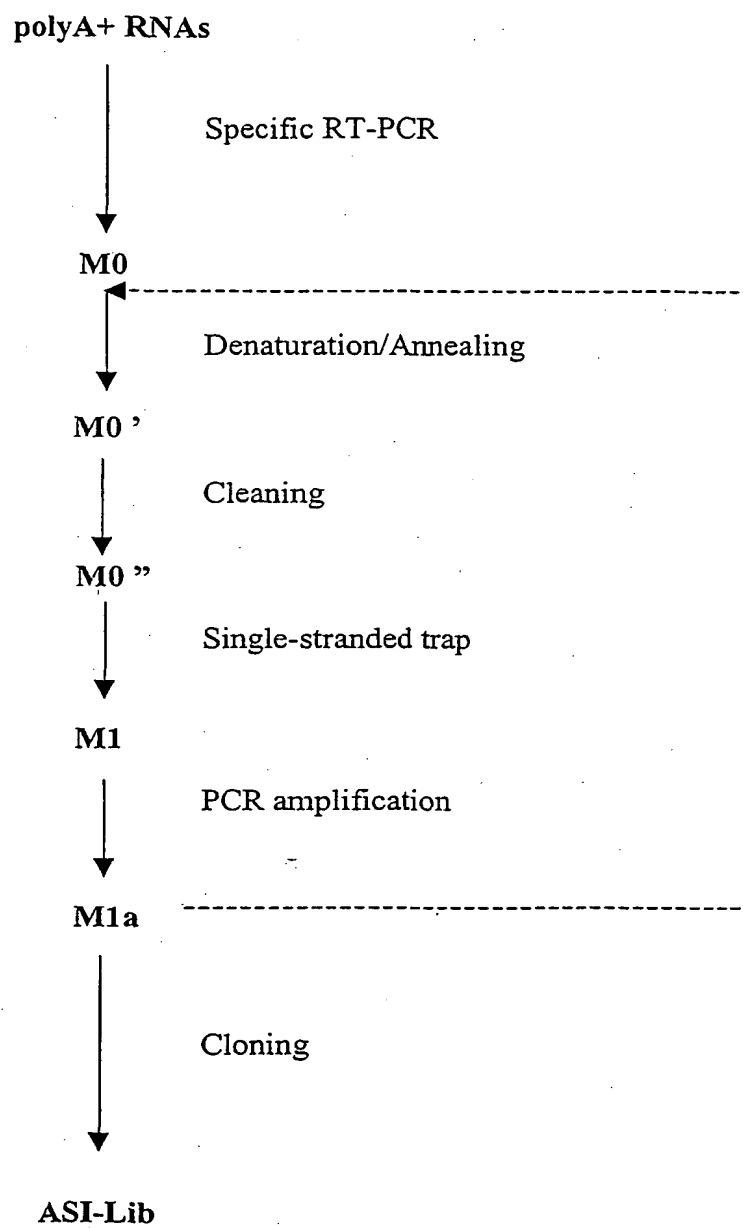 polyA+ RNAs
Specific RT-PCR
M0
Denaturation/Annealing
M0 ’
Cleaning
M0 ”
Single-stranded trap
M1
PCR amplification
M1a
Cloning
ASI-Lib